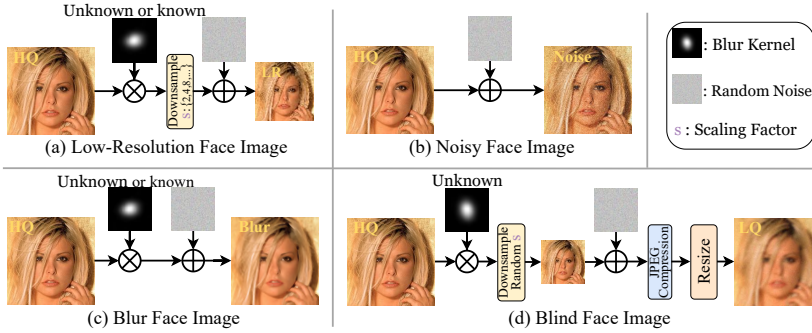 Unknown or known
HQ
Downsample
s: {2,4,8,...}
LR
(a) Low-Resolution Face Image
HQ
Noise
(b) Noisy Face Image
: Blur Kernel
: Random Noise
s : Scaling Factor
Unknown or known
HQ
Blur
(c) Blur Face Image
Unknown
HQ
Downsample
Random s
JPEG
Compression
Resize
LQ
(d) Blind Face Image